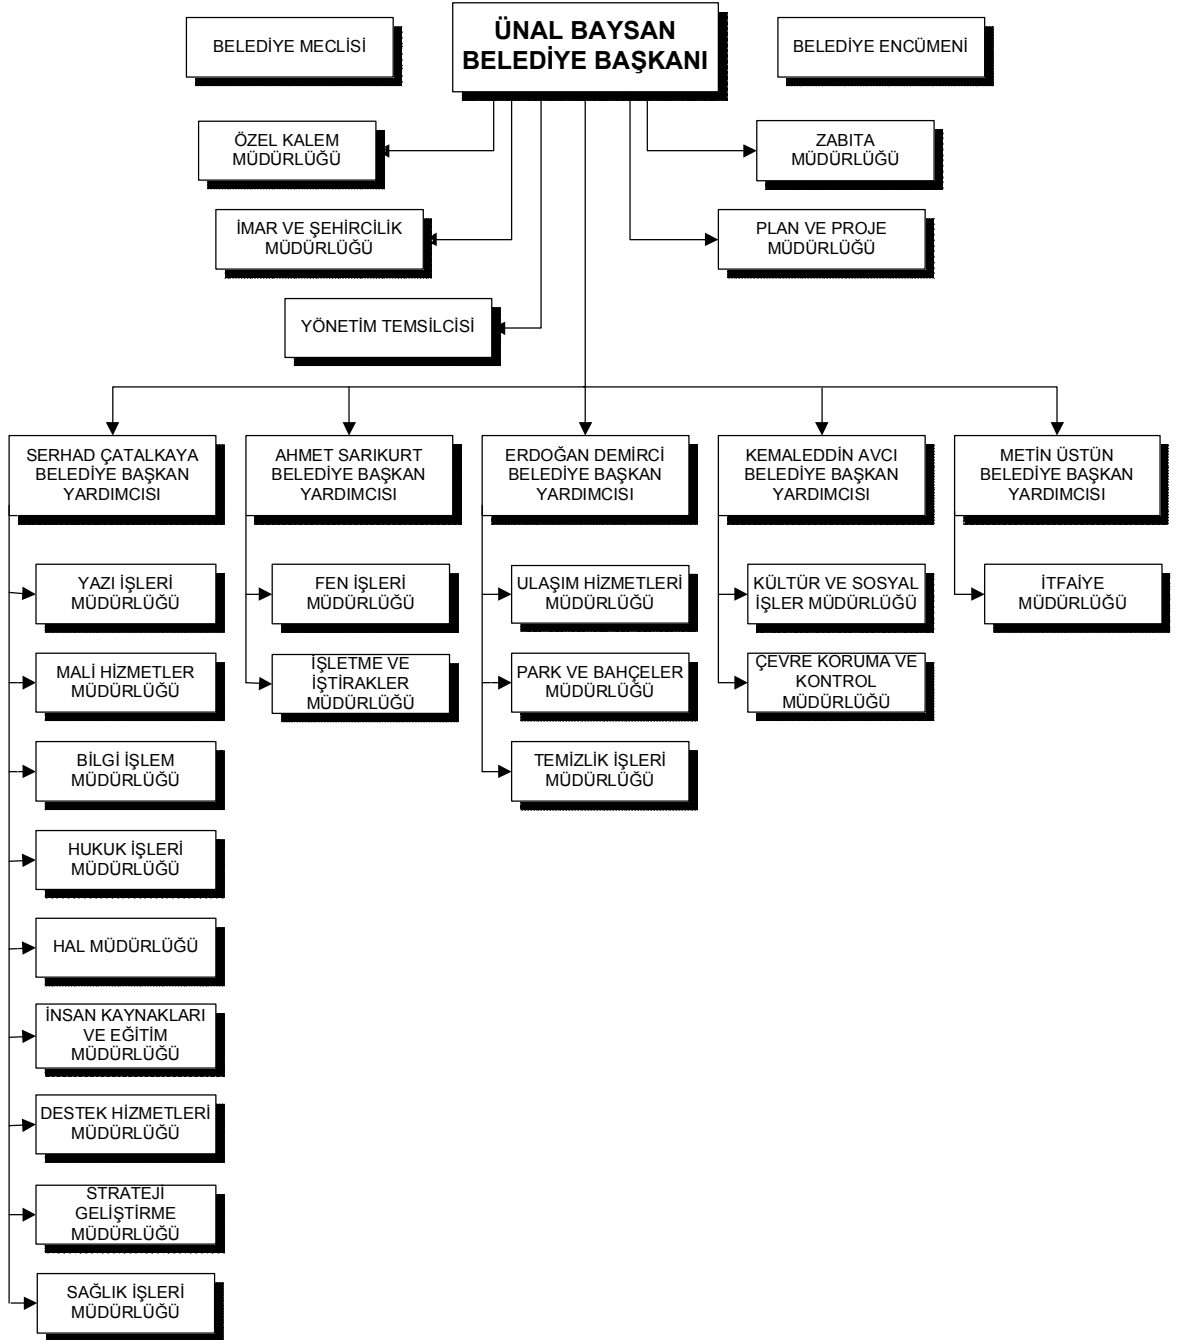 BELEDİYE MECLİSİ
ÜNAL BAYSAN
BELEDİYE BAŞKANI
BELEDİYE ENCÜMENİ
ÖZEL KALEM
MÜDÜRLÜĞÜ
ZABITA
MÜDÜRLÜĞÜ
İMAR VE ŞEHİRCİLİK
MÜDÜRLÜĞÜ
PLAN VE PROJE
MÜDÜRLÜĞÜ
YÖNETİM TEMSİLCİSİ
SERHAD ÇATALKAYA
BELEDİYE BAŞKAN
YARDIMCISI
AHMET SARIKURT
BELEDİYE BAŞKAN
YARDIMCISI
ERDOĞAN DEMİRCİ
BELEDİYE BAŞKAN
YARDIMCISI
KEMALEDDİN AVCI
BELEDİYE BAŞKAN
YARDIMCISI
METİN ÜSTÜN
BELEDİYE BAŞKAN
YARDIMCISI
YAZI İŞLERİ
MÜDÜRLÜĞÜ
FEN İŞLERİ
MÜDÜRLÜĞÜ
ULAŞIM HİZMETLERİ
MÜDÜRLÜĞÜ
KÜLTÜR VE SOSYAL
İŞLER MÜDÜRLÜĞÜ
İTFAİYE
MÜDÜRLÜĞÜ
MALİ HİZMETLER
MÜDÜRLÜĞÜ
İŞLETME VE
İŞTİRAKLER
MÜDÜRLÜĞÜ
PARK VE BAHÇELER
MÜDÜRLÜĞÜ
ÇEVRE KORUMA VE
KONTROL
MÜDÜRLÜĞÜ
BİLGİ İŞLEM
MÜDÜRLÜĞÜ
TEMİZLİK İŞLERİ
MÜDÜRLÜĞÜ
HUKUK İŞLERİ
MÜDÜRLÜĞÜ
HAL MÜDÜRLÜĞÜ
İNSAN KAYNAKLARI
VE EĞİTİM
MÜDÜRLÜĞÜ
DESTEK HİZMETLERİ
MÜDÜRLÜĞÜ
STRATEJİ
GELİŞTİRME
MÜDÜRLÜĞÜ
SAĞLIK İŞLERİ
MÜDÜRLÜĞÜ